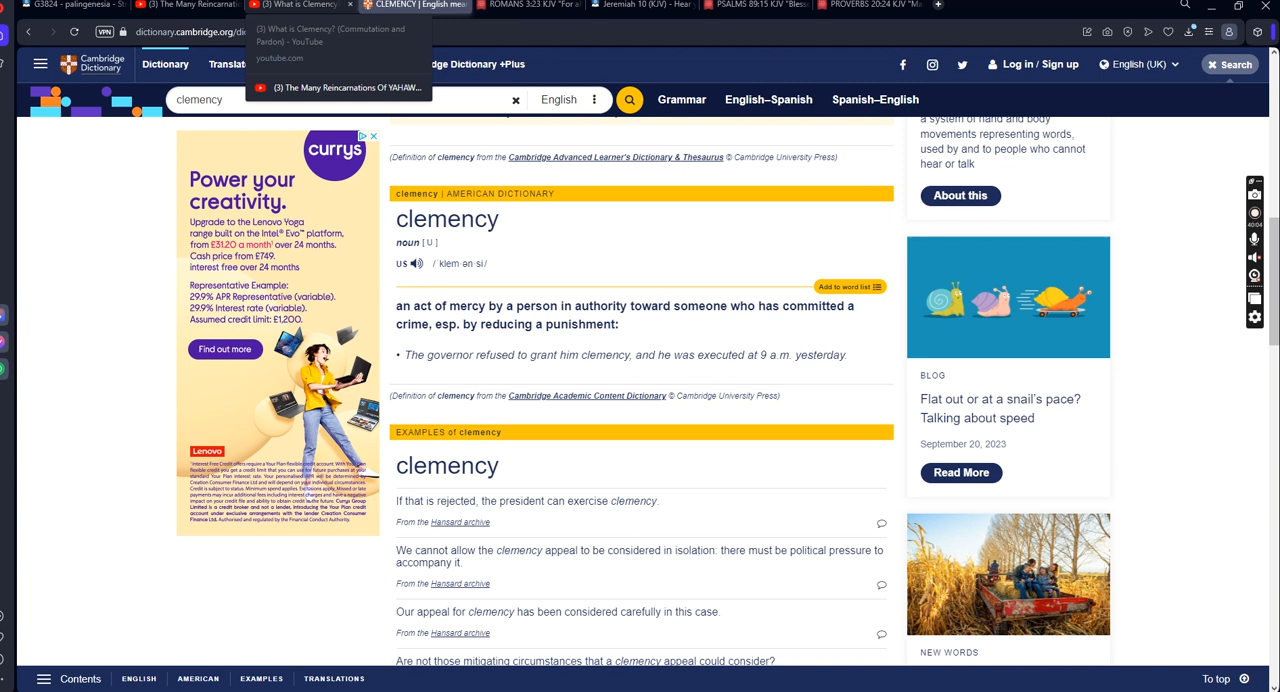 G3824 - palingenesia - St
(3) The Many Reincarnati
(3) What is Clemency?
CLEMENCY | English mea
ROMANS 3:23 KJV "For al
Jeremiah 10 (KJV) - Hear
PSALMS 89:15 KJV "Bless
PROVERBS 20:24 KJV "Ma
VPN
dictionary.cambridge.org/di
(3) What is Clemency? (Commutation and
Pardon) - YouTube
youtube.com
(3) The Many Reincarnations Of YAHAW...
Cambridge
Dictionary
Dictionary
Translat
dge Dictionary +Plus
Log in / Sign up
English (UK)
Search
clemency
English
Grammar
English–Spanish
Spanish–English
currys
Power your
creativity.
Upgrade to the Lenovo Yoga
range built on the Intel® Evo™ platform,
from £31.20 a month¹ over 24 months.
Cash price from £749.
interest free over 24 months
Representative Example:
29.9% APR Representative (variable).
29.9% Interest rate (variable).
Assumed credit limit: £1,200.
Find out more
Lenovo
(Definition of clemency from the Cambridge Advanced Learner's Dictionary & Thesaurus © Cambridge University Press)
clemency | AMERICAN DICTIONARY
clemency
noun [ U ]
US /ˈklem·ən·si/
Add to word list
an act of mercy by a person in authority toward someone who has committed a
crime, esp. by reducing a punishment:
• The governor refused to grant him clemency, and he was executed at 9 a.m. yesterday.
(Definition of clemency from the Cambridge Academic Content Dictionary © Cambridge University Press)
EXAMPLES of clemency
clemency
If that is rejected, the president can exercise clemency.
From the Hansard archive
We cannot allow the clemency appeal to be considered in isolation: there must be political pressure to
accompany it.
From the Hansard archive
Our appeal for clemency has been considered carefully in this case.
From the Hansard archive
Are not those mitigating circumstances that a clemency appeal could consider?
a system of hand and body
movements representing words,
used by and to people who cannot
hear or talk
About this
BLOG
Flat out or at a snail's pace?
Talking about speed
September 20, 2023
Read More
NEW WORDS
40:04
Contents
ENGLISH
AMERICAN
EXAMPLES
TRANSLATIONS
To top